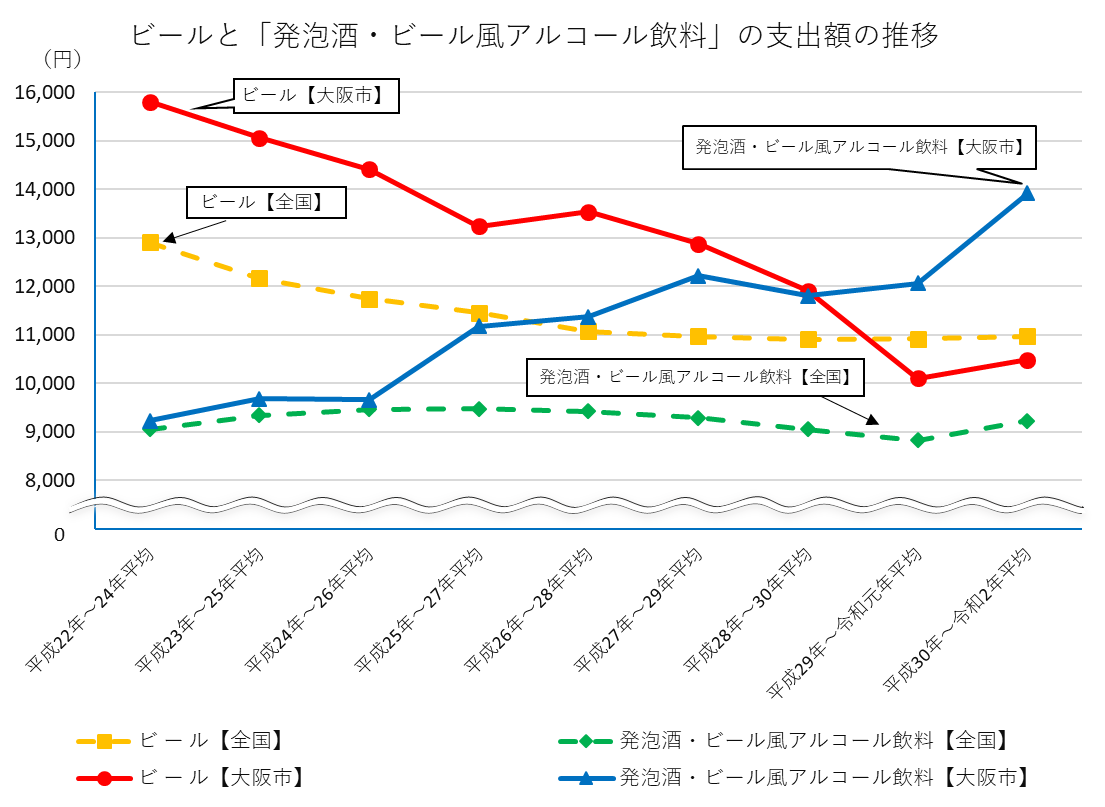 ビールと「発泡酒・ビール風アルコール飲料」の支出額の推移
（円）
16,000
15,000
14,000
13,000
12,000
11,000
10,000
9,000
8,000
0
ビール【大阪市】
発泡酒・ビール風アルコール飲料【大阪市】
ビール【全国】
発泡酒・ビール風アルコール飲料【全国】
平成22年～24年平均
平成23年～25年平均
平成24年～26年平均
平成25年～27年平均
平成26年～28年平均
平成27年～29年平均
平成28年～30年平均
平成29年～令和元年平均
平成30年～令和2年平均
ビール【全国】
発泡酒・ビール風アルコール飲料【全国】
ビール【大阪市】
発泡酒・ビール風アルコール飲料【大阪市】